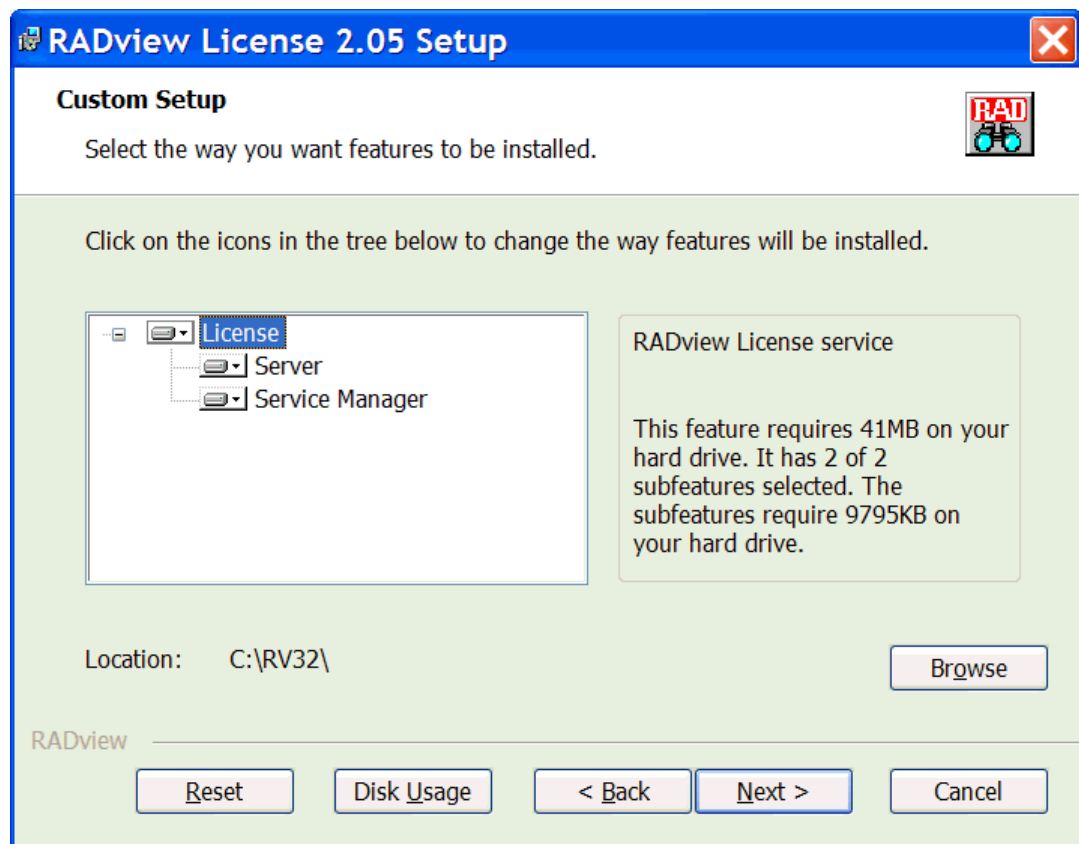 RADview License 2.05 Setup
Custom Setup
RAD
Select the way you want features to be installed.
Click on the icons in the tree below to change the way features will be installed.
License
Server
Service Manager
RADview License service
This feature requires 41MB on your
hard drive. It has 2 of 2
subfeatures selected. The
subfeatures require 9795KB on
your hard drive.
Location: C:\RV32\
Browse
RADview
Reset Disk Usage < Back Next > Cancel